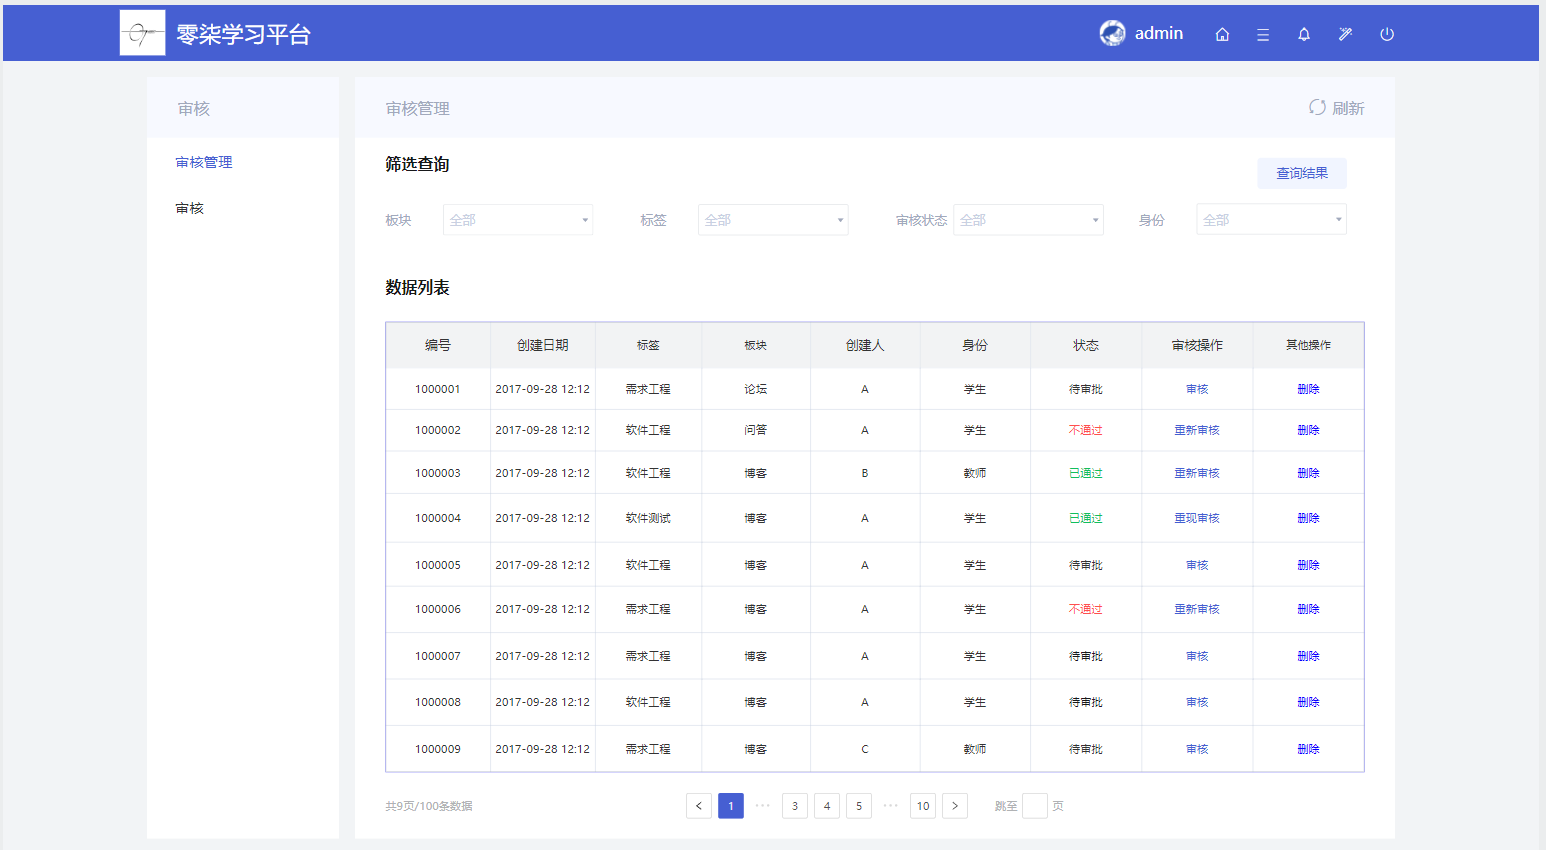 零柒学习平台 admin
审核
审核管理
审核
审核管理 刷新
筛选查询
查询结果
板块 全部 标签 全部 审核状态 全部 身份 全部
数据列表
编号 创建日期 标签 板块 创建人 身份 状态 审核操作 其他操作
1000001 2017-09-28 12:12 需求工程 论坛 A 学生 待审批 审核 删除
1000002 2017-09-28 12:12 软件工程 问答 A 学生 不通过 重新审核 删除
1000003 2017-09-28 12:12 软件工程 博客 B 教师 已通过 重新审核 删除
1000004 2017-09-28 12:12 软件测试 博客 A 学生 已通过 重现审核 删除
1000005 2017-09-28 12:12 软件工程 博客 A 学生 待审批 审核 删除
1000006 2017-09-28 12:12 需求工程 博客 A 学生 不通过 重新审核 删除
1000007 2017-09-28 12:12 需求工程 博客 A 学生 待审批 审核 删除
1000008 2017-09-28 12:12 软件工程 博客 A 学生 待审批 审核 删除
1000009 2017-09-28 12:12 需求工程 博客 C 教师 待审批 审核 删除
共9页/100条数据 < 1 ··· 3 4 5 ··· 10 > 跳至 页